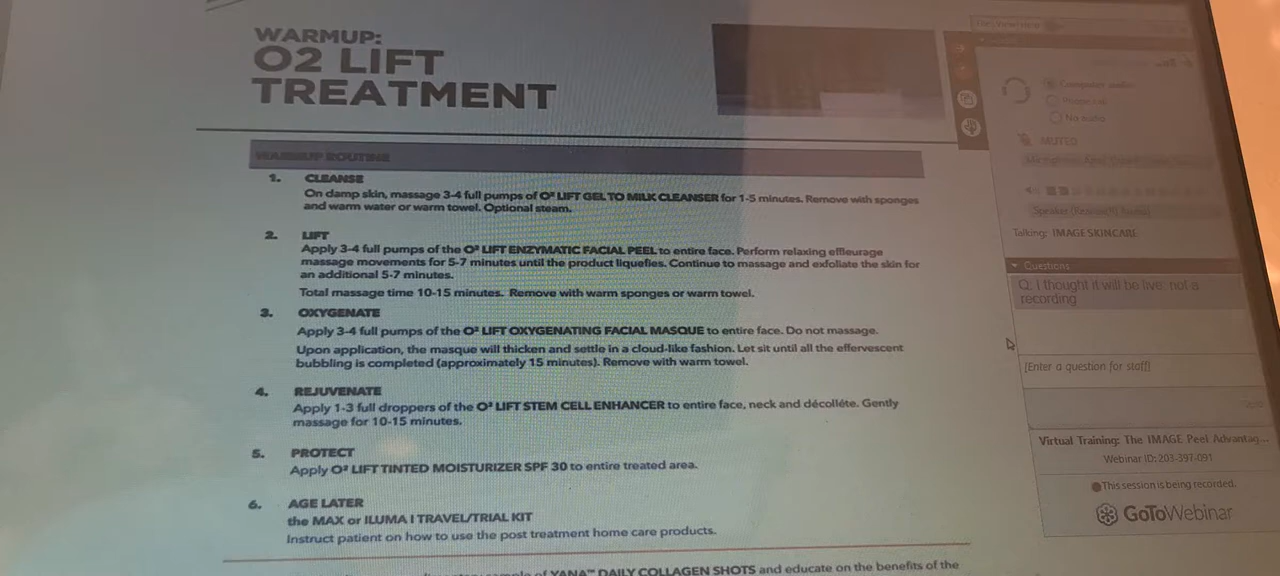 WARMUP:
O2 LIFT
TREATMENT
WARMUP ROUTINE
1. CLEANSE
On damp skin, massage 3-4 full pumps of O² LIFT GEL TO MILK CLEANSER for 1-5 minutes. Remove with sponges
and warm water or warm towel. Optional steam.
2. LIFT
Apply 3-4 full pumps of the O² LIFT ENZYMATIC FACIAL PEEL to entire face. Perform relaxing effleurage
massage movements for 5-7 minutes until the product liquefies. Continue to massage and exfoliate the skin for
an additional 5-7 minutes.
Total massage time 10-15 minutes. Remove with warm sponges or warm towel.
3. OXYGENATE
Apply 3-4 full pumps of the O² LIFT OXYGENATING FACIAL MASQUE to entire face. Do not massage.
Upon application, the masque will thicken and settle in a cloud-like fashion. Let sit until all the effervescent
bubbling is completed (approximately 15 minutes). Remove with warm towel.
4. REJUVENATE
Apply 1-3 full droppers of the O² LIFT STEM CELL ENHANCER to entire face, neck and décolléte. Gently
massage for 10-15 minutes.
5. PROTECT
Apply O² LIFT TINTED MOISTURIZER SPF 30 to entire treated area.
6. AGE LATER
the MAX or ILUMA I TRAVEL/TRIAL KIT
Instruct patient on how to use the post treatment home care products.
of YANA™ DAILY COLLAGEN SHOTS and educate on the benefits of the
Computer audio
Phone call
No audio
MUTED
Talking: IMAGE SKINCARE
Questions
Q: I thought it will be live not a
recording
[Enter a question for staff]
Virtual Training: The IMAGE Peel Advantag...
Webinar ID: 203-397-091
This session is being recorded.
GoToWebinar